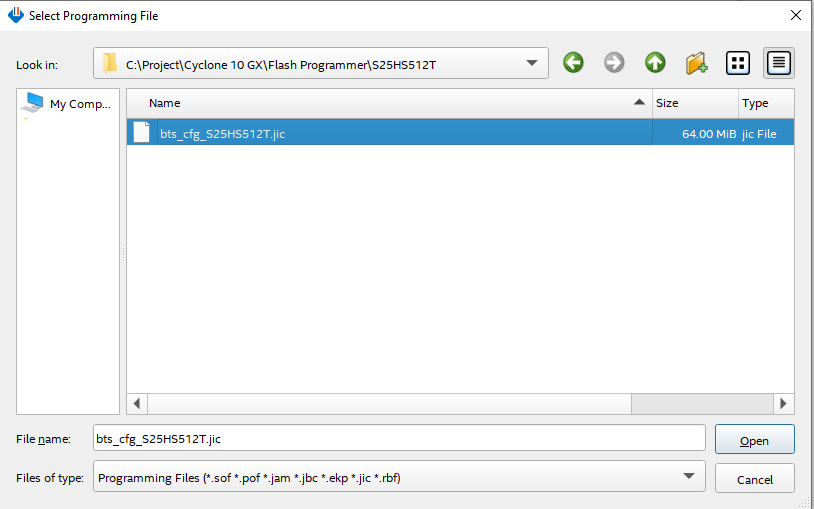 Select Programming File
Look in: C:\Project\Cyclone 10 GX\Flash Programmer\S25HS512T
My Comp...
Name Size Type
bts_cfg_S25HS512T.jic 64.00 MiB jic File
File name: bts_cfg_S25HS512T.jic Open
Files of type: Programming Files (*.sof *.pof *.jam *.jbc *.ekp *.jic *.rbf) Cancel